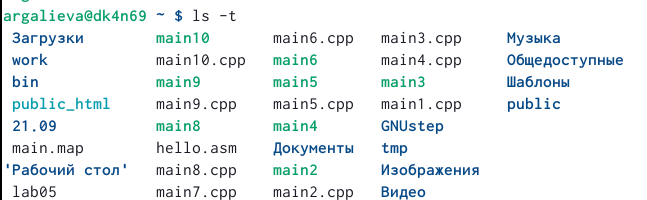 argalieva@dk4n69 ~ $ ls -t
Загрузки main10 main6.cpp main3.cpp Музыка
work main10.cpp main6 main4.cpp Общедоступные
bin main9 main5 main3 Шаблоны
public_html main9.cpp main5.cpp main1.cpp public
21.09 main8 main4 GNUstep
main.map hello.asm Документы tmp
'Рабочий стол' main8.cpp main2 Изображения
lab05 main7.cpp main2.cpp Видео